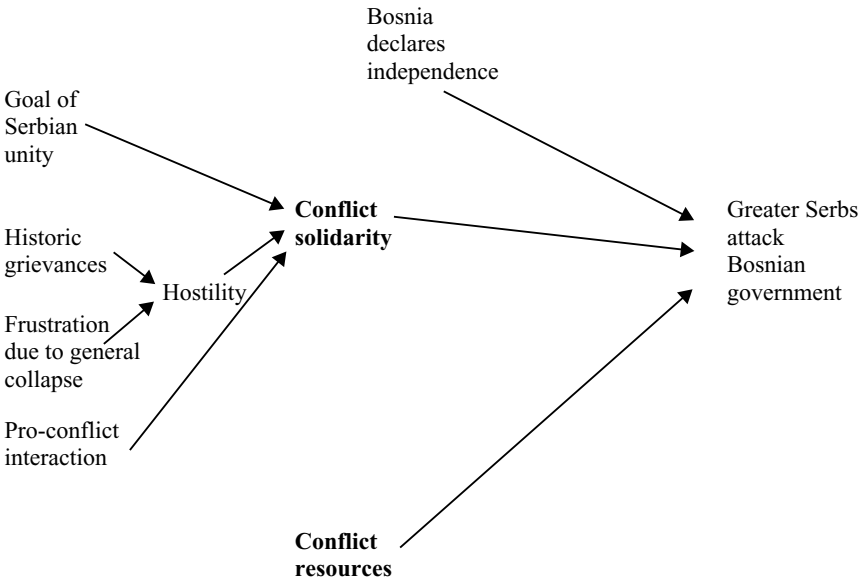 Bosnia
declares
independence
Goal of
Serbian
unity
Conflict
solidarity
Greater Serbs
attack
Bosnian
government
Historic
grievances
Hostility
Frustration
due to general
collapse
Pro-conflict
interaction
Conflict
resources